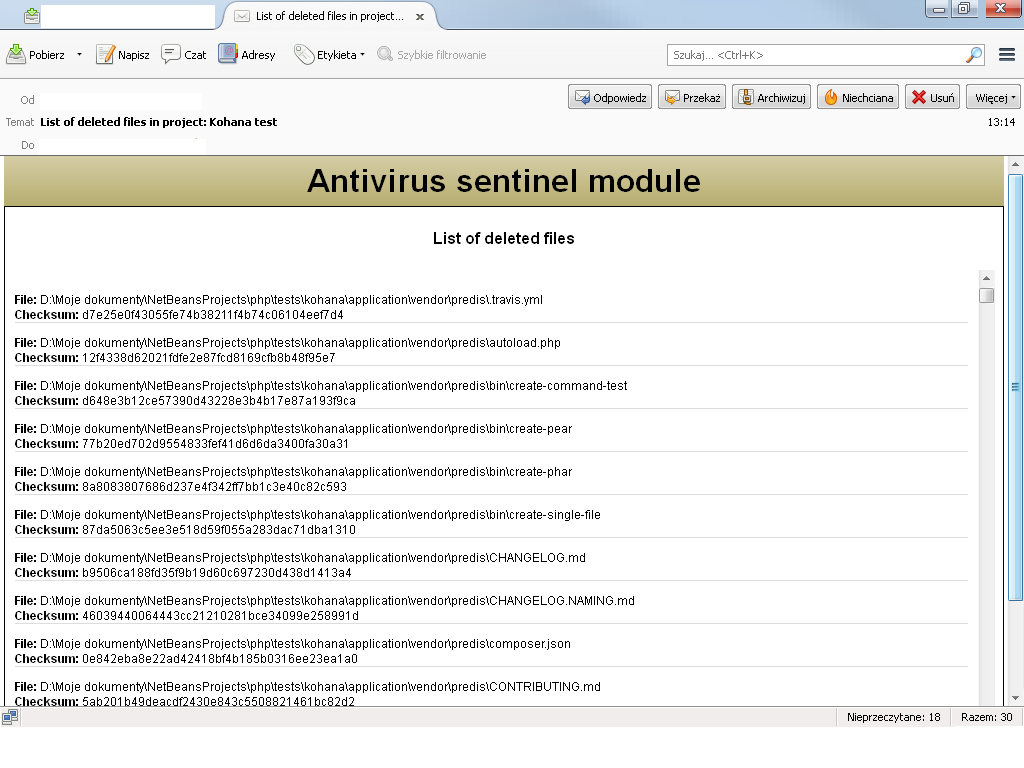 List of deleted files in project...
Pobierz
Napisz
Czat
Adresy
Etykieta
Szybkie filtrowanie
Szukaj... <Ctrl+K>
Od
Odpowiedz
Przekaż
Archiwizuj
Niechciana
Usuń
Więcej
Temat List of deleted files in project: Kohana test
13:14
Do
Antivirus sentinel module
List of deleted files
File: D:\Moje dokumenty\NetBeansProjects\php\tests\kohana\application\vendor\predis\.travis.yml
Checksum: d7e25e0f43055fe74b38211f4b74c06104eef7d4
File: D:\Moje dokumenty\NetBeansProjects\php\tests\kohana\application\vendor\predis\autoload.php
Checksum: 12f4338d62021fdfe2e87fcd8169cfb8b48f95e7
File: D:\Moje dokumenty\NetBeansProjects\php\tests\kohana\application\vendor\predis\bin\create-command-test
Checksum: d648e3b12ce57390d43228e3b4b17e87a193f9ca
File: D:\Moje dokumenty\NetBeansProjects\php\tests\kohana\application\vendor\predis\bin\create-pear
Checksum: 77b20ed702d9554833fef41d6d6da3400fa30a31
File: D:\Moje dokumenty\NetBeansProjects\php\tests\kohana\application\vendor\predis\bin\create-phar
Checksum: 8a8083807686d237e4f342ff7bb1c3e40c82c593
File: D:\Moje dokumenty\NetBeansProjects\php\tests\kohana\application\vendor\predis\bin\create-single-file
Checksum: 87da5063c5ee3e518d59f055a283dac71dba1310
File: D:\Moje dokumenty\NetBeansProjects\php\tests\kohana\application\vendor\predis\CHANGELOG.md
Checksum: b9506ca188fd35f9b19d60c697230d438d1413a4
File: D:\Moje dokumenty\NetBeansProjects\php\tests\kohana\application\vendor\predis\CHANGELOG.NAMING.md
Checksum: 46039440064443cc21210281bce34099e258991d
File: D:\Moje dokumenty\NetBeansProjects\php\tests\kohana\application\vendor\predis\composer.json
Checksum: 0e842eba8e22ad42418bf4b185b0316ee23ea1a0
File: D:\Moje dokumenty\NetBeansProjects\php\tests\kohana\application\vendor\predis\CONTRIBUTING.md
Checksum: 5ab201b49deacdf2430e843c5508821461bc82d2
Nieprzeczytane: 18
Razem: 30